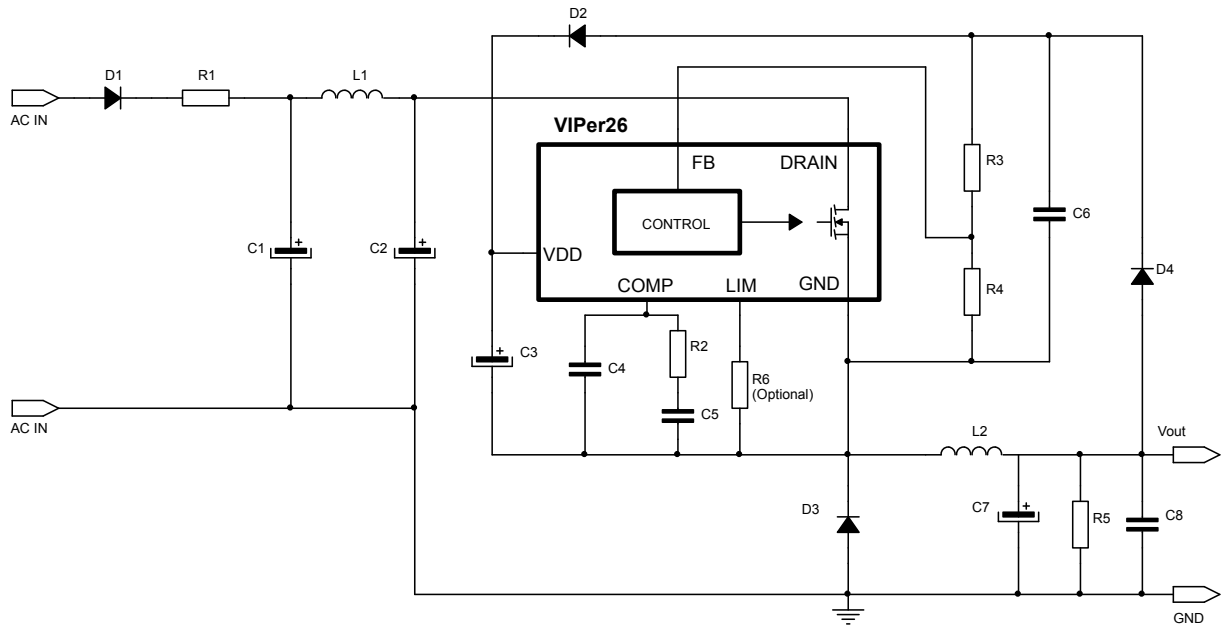 D2
D1
R1
L1
AC IN
VIPer26
FB
DRAIN
R3
CONTROL
C6
C1
+
C2
+
VDD
D4
COMP
LIM
GND
R4
C3
+
C4
R2
R6
(Optional)
C5
AC IN
L2
Vout
D3
C7
+
R5
C8
GND